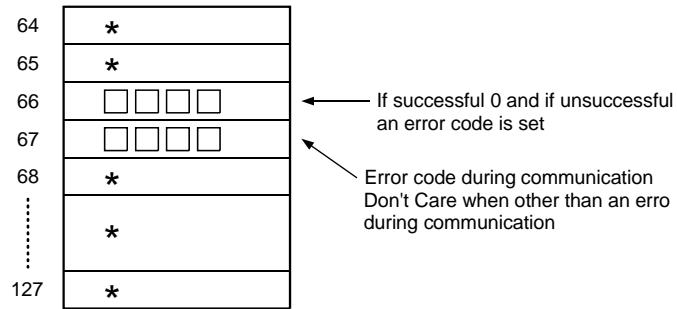 64 *
65 *
66 □□□□
If successful 0 and if unsuccessful
an error code is set
67 □□□□
68 *
Error code during communication
Don't Care when other than an erro
during communication
*
127 *